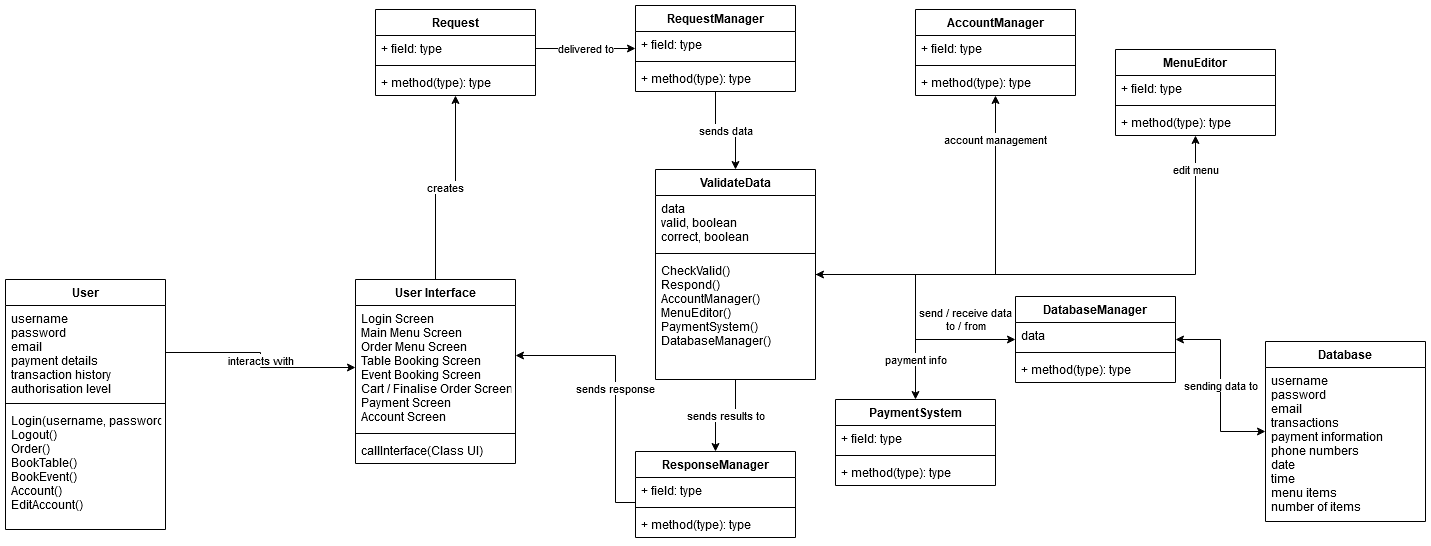 Request
+ field: type
+ method(type): type
delivered to
RequestManager
+ field: type
+ method(type): type
AccountManager
+ field: type
+ method(type): type
MenuEditor
+ field: type
+ method(type): type
sends data
account management
edit menu
creates
ValidateData
data
valid, boolean
correct, boolean
CheckValid()
Respond()
AccountManager()
MenuEditor()
PaymentSystem()
DatabaseManager()
User
username
password
email
payment details
transaction history
authorisation level
Login(username, password
Logout()
Order()
BookTable()
BookEvent()
Account()
EditAccount()
interacts with
User Interface
Login Screen
Main Menu Screen
Order Menu Screen
Table Booking Screen
Event Booking Screen
Cart / Finalise Order Screen
Payment Screen
Account Screen
callInterface(Class UI)
sends response
sends results to
ResponseManager
+ field: type
+ method(type): type
send / receive data
to / from
payment info
PaymentSystem
+ field: type
+ method(type): type
DatabaseManager
data
+ method(type): type
sending data to
Database
username
password
email
transactions
payment information
phone numbers
date
time
menu items
number of items